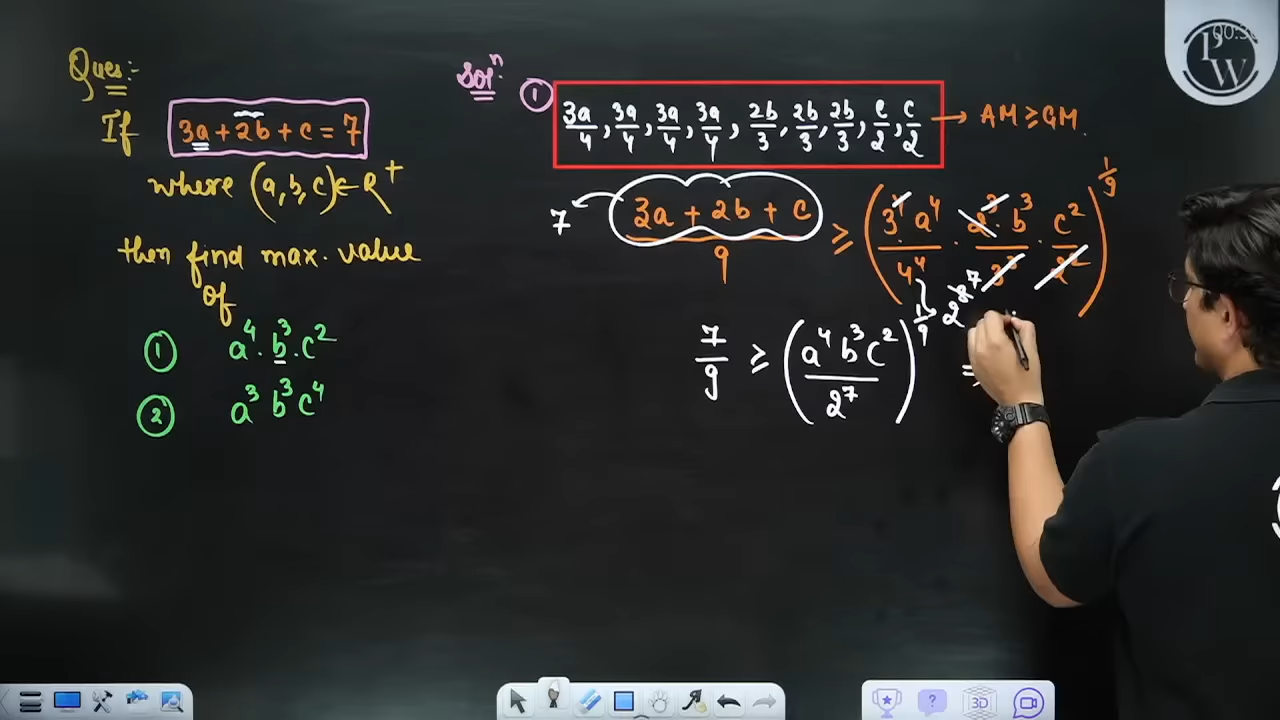 Ques:-
If 3a + 2b + c = 7
where (a, b, c) ∈ R⁺
then find max. value
of
① a⁴. b³. c²
② a³ b³ c⁴
Solⁿ:
① 3a/4, 3a/4, 3a/4, 3a/4, 2b/3, 2b/3, 2b/3, c/2, c/2 → AM ≥ GM.
7 ← (3a + 2b + c)/9 ≥ (3⁴ a⁴/4⁴ . 2³. b³/3³ . c²/2²)^(1/9)
7/9 ≥ (a⁴ b³ c²/2⁷)^(1/9)
PW